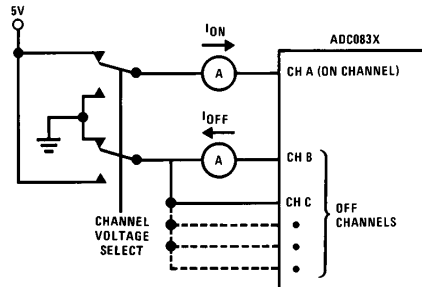 5V
ION
ADC083X
A
CH A (ON CHANNEL)
IOFF
A
CH B
CH C
OFF
CHANNELS
CHANNEL
VOLTAGE
SELECT